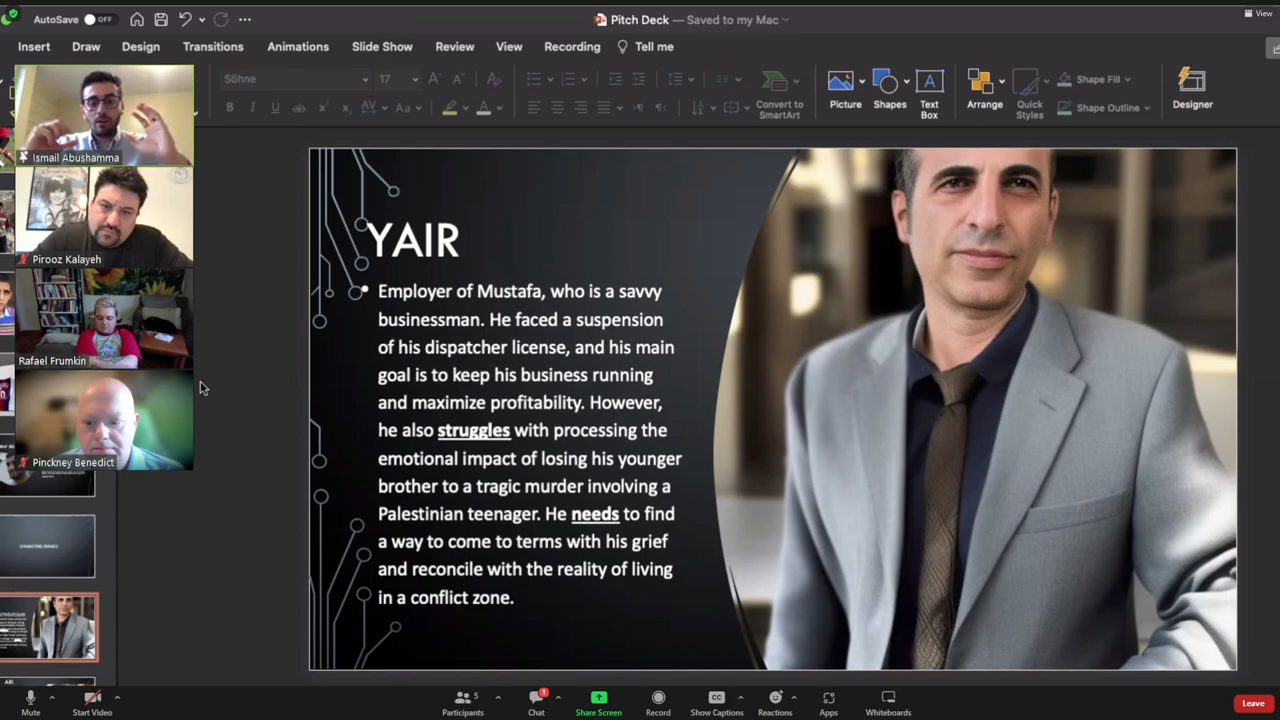 AutoSave OFF
Pitch Deck — Saved to my Mac
View
Insert Draw Design Transitions Animations Slide Show Review View Recording Tell me
Söhne 17
Convert to SmartArt
Picture
Shapes
Text Box
Arrange
Quick Styles
Shape Fill
Shape Outline
Designer
Ismail Abushamma
Pirooz Kalayeh
Rafael Frumkin
Pinckney Benedict
YAIR
Employer of Mustafa, who is a savvy
businessman. He faced a suspension
of his dispatcher license, and his main
goal is to keep his business running
and maximize profitability. However,
he also struggles with processing the
emotional impact of losing his younger
brother to a tragic murder involving a
Palestinian teenager. He needs to find
a way to come to terms with his grief
and reconcile with the reality of living
in a conflict zone.
Mute
Start Video
Participants 5
Chat 1
Share Screen
Record
Show Captions
Reactions
Apps
Whiteboards
Leave